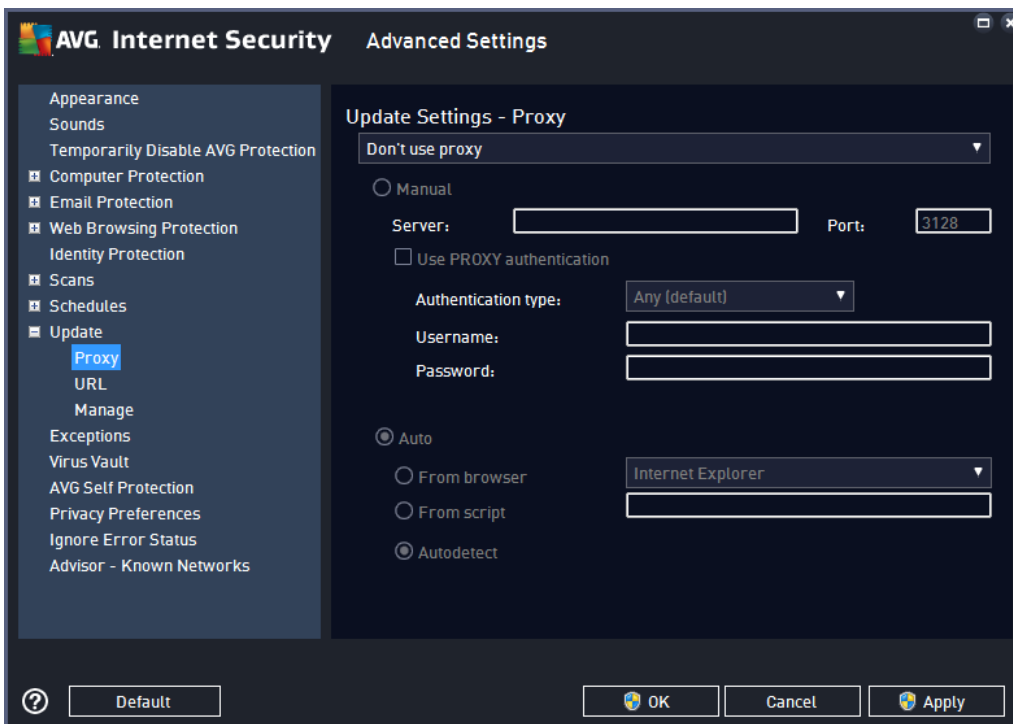 AVG. Internet Security Advanced Settings
Appearance
Sounds
Temporarily Disable AVG Protection
Computer Protection
Email Protection
Web Browsing Protection
Identity Protection
Scans
Schedules
Update
Proxy
URL
Manage
Exceptions
Virus Vault
AVG Self Protection
Privacy Preferences
Ignore Error Status
Advisor - Known Networks
Update Settings - Proxy
Don't use proxy
Manual
Server: Port: 3128
Use PROXY authentication
Authentication type: Any (default)
Username:
Password:
Auto
From browser Internet Explorer
From script
Autodetect
? Default OK Cancel Apply